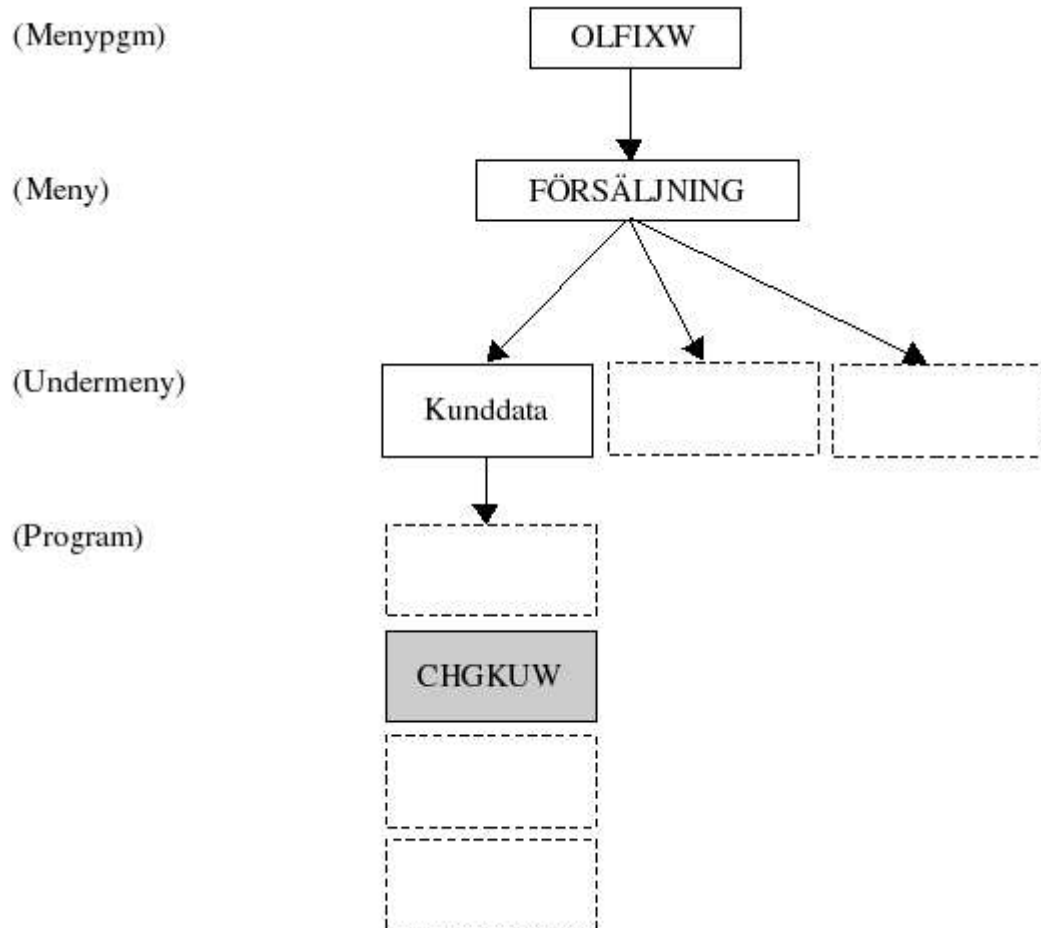 (Menypgm)
OLFIXW
(Meny)
FÖRSÄLJNING
(Undermeny)
Kunddata
(Program)
CHGKUW